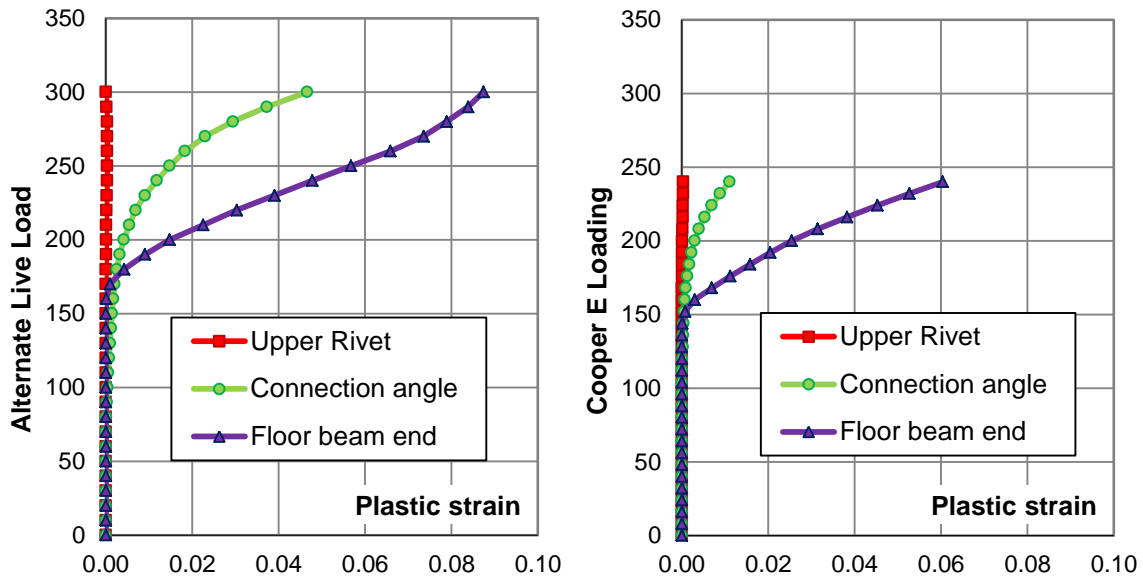 350
300
250
200
150
100
50
0
Alternate Live Load
Upper Rivet
Connection angle
Floor beam end
Plastic strain
0.00 0.02 0.04 0.06 0.08 0.10
350
300
250
200
150
100
50
0
Cooper E Loading
Upper Rivet
Connection angle
Floor beam end
Plastic strain
0.00 0.02 0.04 0.06 0.08 0.10